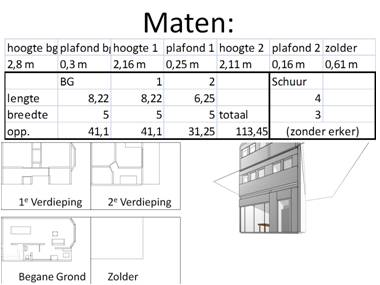 Maten:
hoogte bg plafond bg hoogte 1 plafond 1 hoogte 2 plafond 2 zolder
2,8 m 0,3 m 2,16 m 0,25 m 2,11 m 0,16 m 0,61 m
BG 1 2 Schuur
lengte 8,22 8,22 6,25 4
breedte 5 5 5 totaal 3
opp. 41,1 41,1 31,25 113,45 (zonder erker)
1e Verdieping 2e Verdieping
Begane Grond Zolder